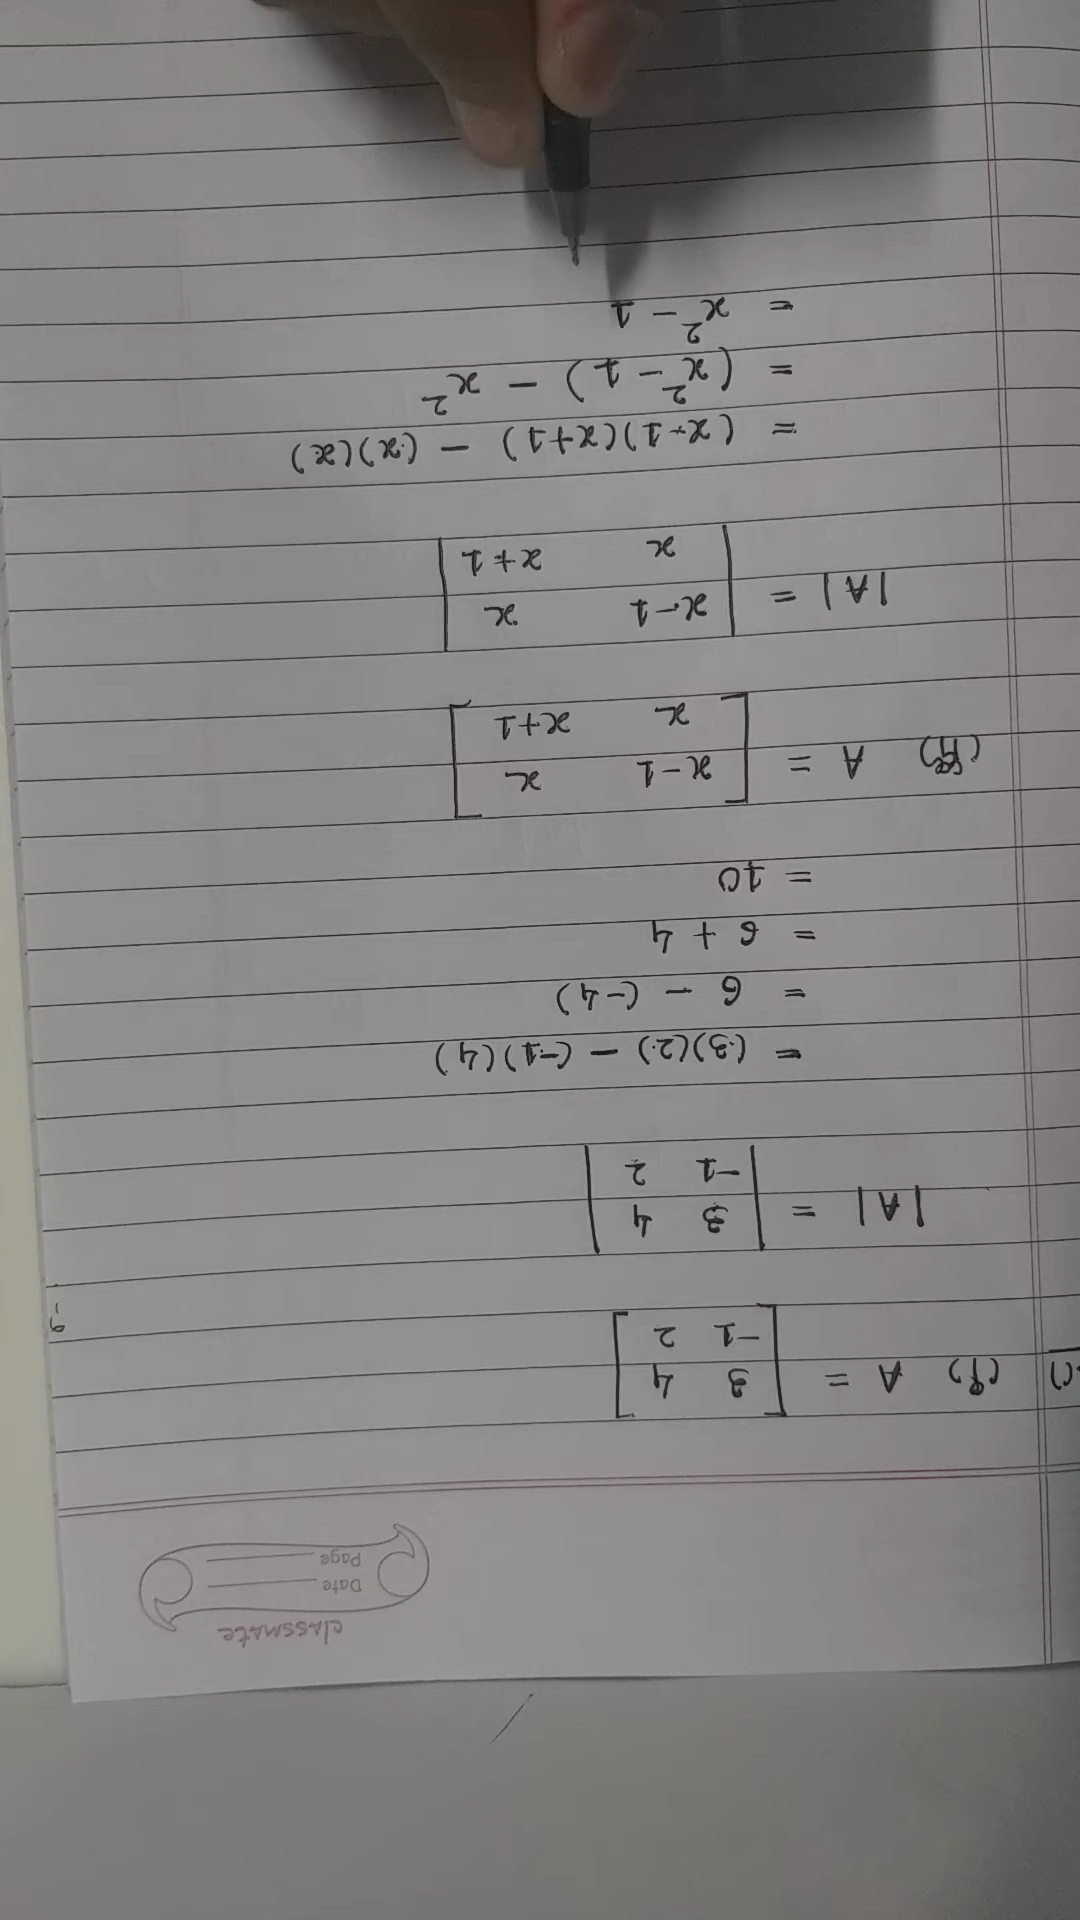 classmate
Date
Page
(i) A = [ 3 4
-1 2 ]
|A| = | 3 4
-1 2 |
= (3)(2) - (-1)(4)
= 6 - (-4)
= 6 + 4
= 10
(ii) A = [ x-1 x
x x+1 ]
|A| = | x-1 x
x x+1 |
= (x-1)(x+1) - (x)(x)
= (x² - 1) - x²
= x² - 1